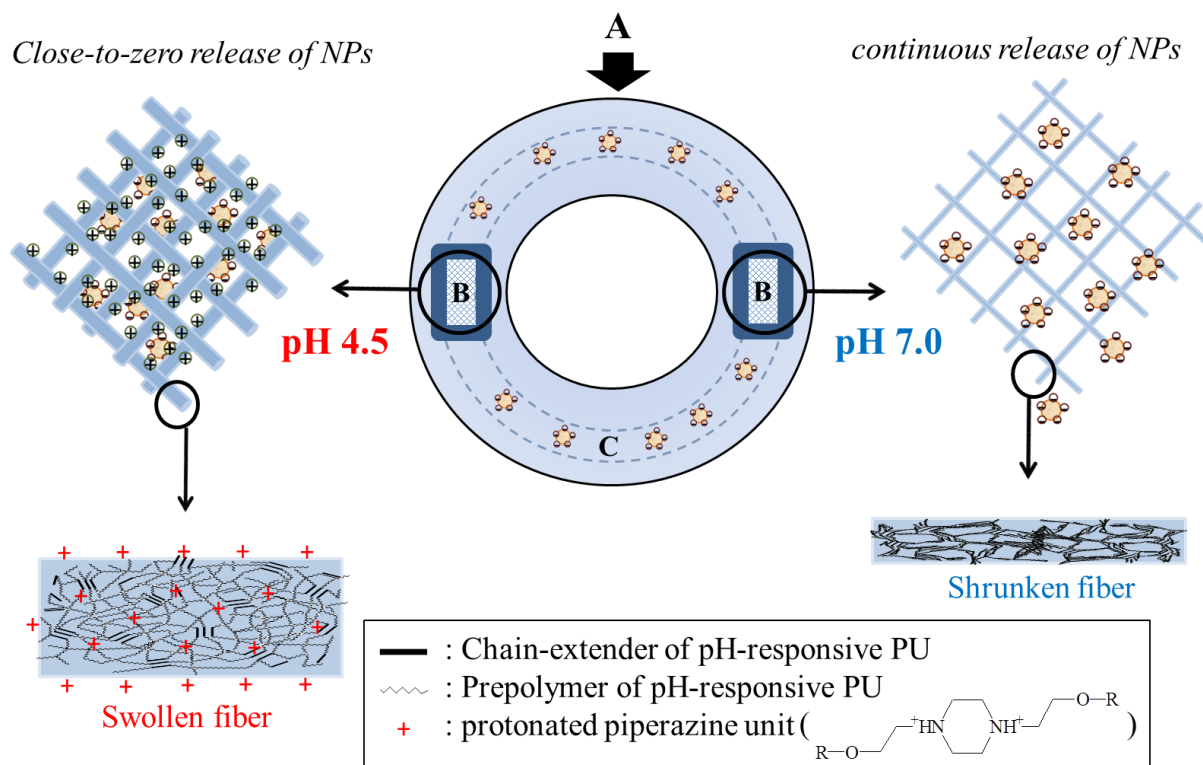 A
Close-to-zero release of NPs
continuous release of NPs
B
B
pH 4.5
pH 7.0
C
Swollen fiber
Shrunken fiber
: Chain-extender of pH-responsive PU
: Prepolymer of pH-responsive PU
+ : protonated piperazine unit ( R O +HN NH+ O R )